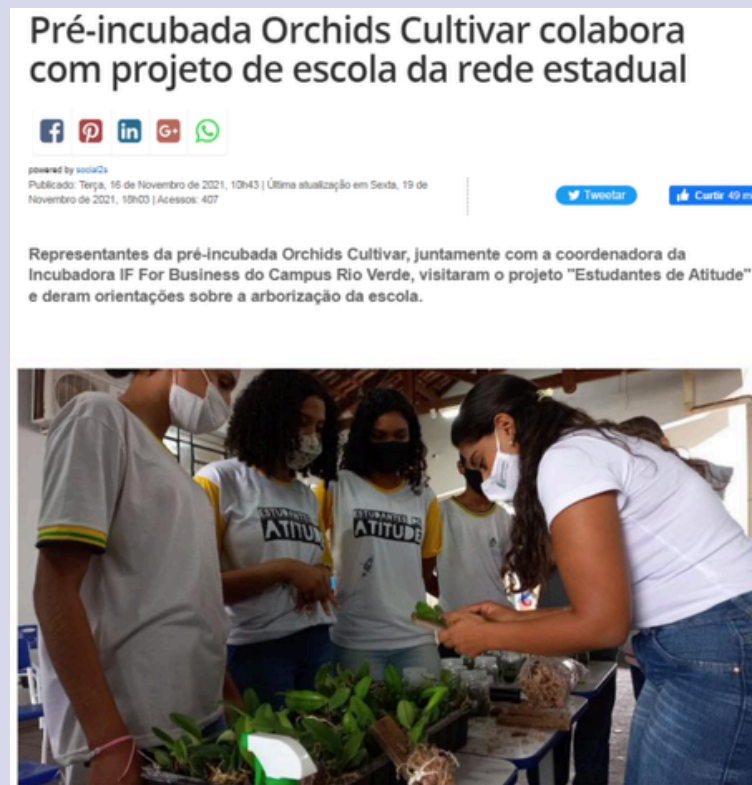 Pré-incubada Orchids Cultivar colabora
com projeto de escola da rede estadual
powered by social2s
Publicado: Terça, 16 de Novembro de 2021, 10h43 | Última atualização em Sexta, 19 de
Novembro de 2021, 18h03 | Acessos: 407
Tweetar
Curtir 49 m
Representantes da pré-incubada Orchids Cultivar, juntamente com a coordenadora da
Incubadora IF For Business do Campus Rio Verde, visitaram o projeto "Estudantes de Atitude"
e deram orientações sobre a arborização da escola.
ESTUDANTES
ATITUD
ESTUDANTES DE
ATITUDE